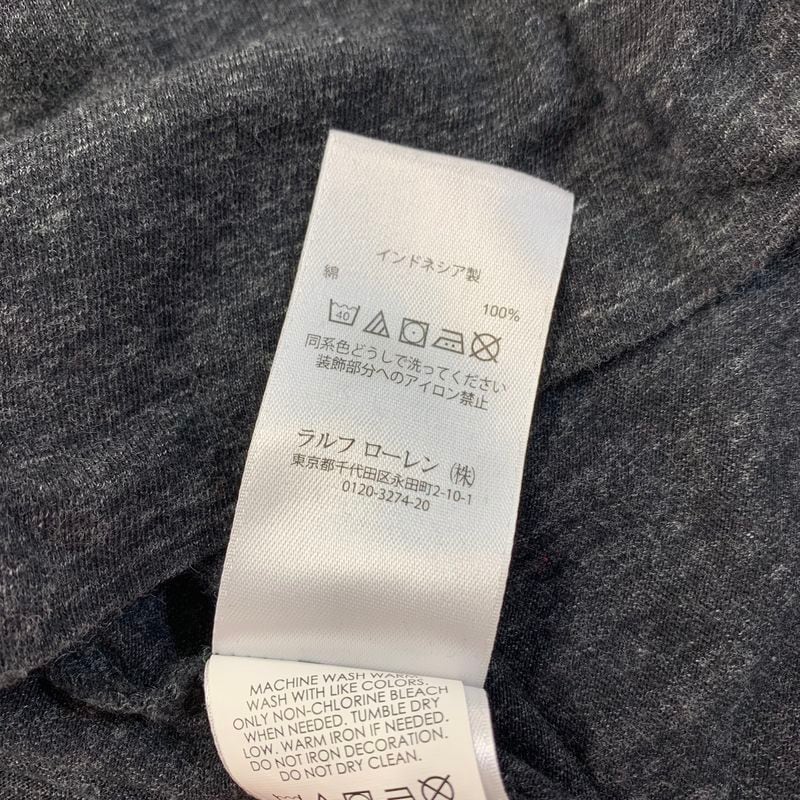 インドネシア製
綿 100%
40
同系色どうしで洗ってください
装飾部分へのアイロン禁止
ラルフ ローレン (株)
東京都千代田区永田町2-10-1
0120-3274-20
MACHINE WASH WARM
WASH WITH LIKE COLORS.
ONLY NON-CHLORINE BLEACH
WHEN NEEDED. TUMBLE DRY
LOW. WARM IRON IF NEEDED.
DO NOT IRON DECORATION.
DO NOT DRY CLEAN.